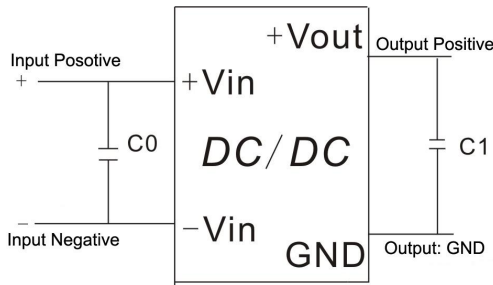 +Vout
Output Positive
Input Posotive
+
+Vin
C0
DC/DC
C1
−
−Vin
Input Negative
GND
Output: GND